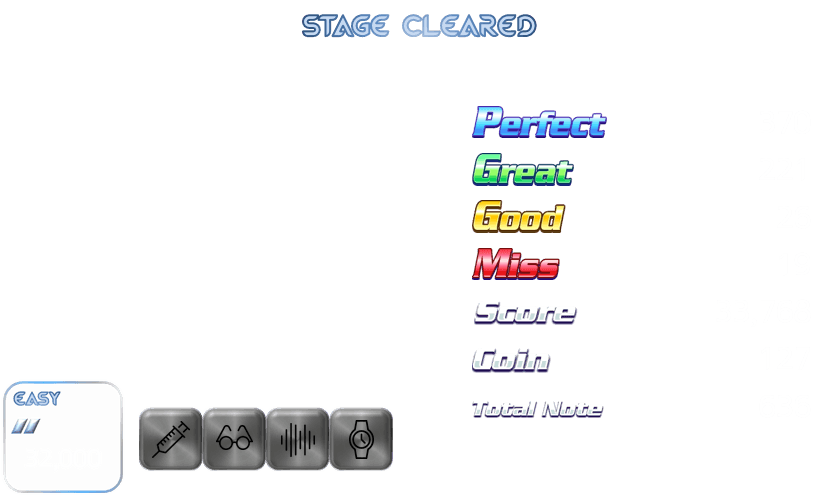 STAGE CLEARED
Perfect
Great
Good
Miss
Score
Coin
Total Note
EASY